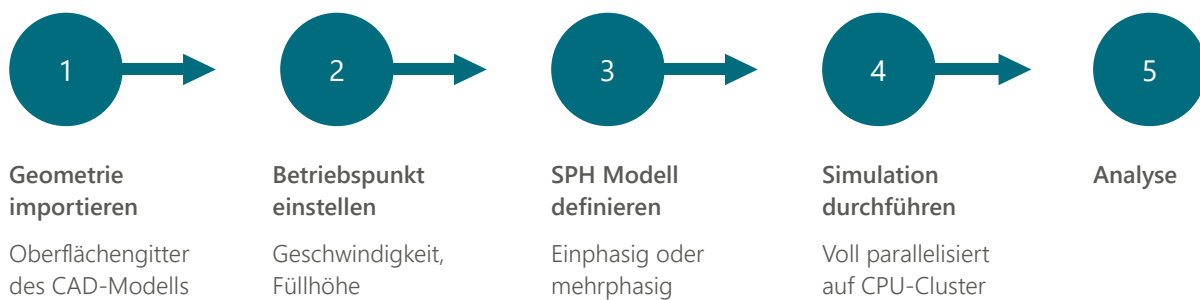 1
2
3
4
5
Geometrie
importieren
Oberflächengitter
des CAD-Modells
Betriebspunkt
einstellen
Geschwindigkeit,
Füllhöhe
SPH Modell
definieren
Einphasig oder
mehrphasig
Simulation
durchführen
Voll parallelisiert
auf CPU-Cluster
Analyse